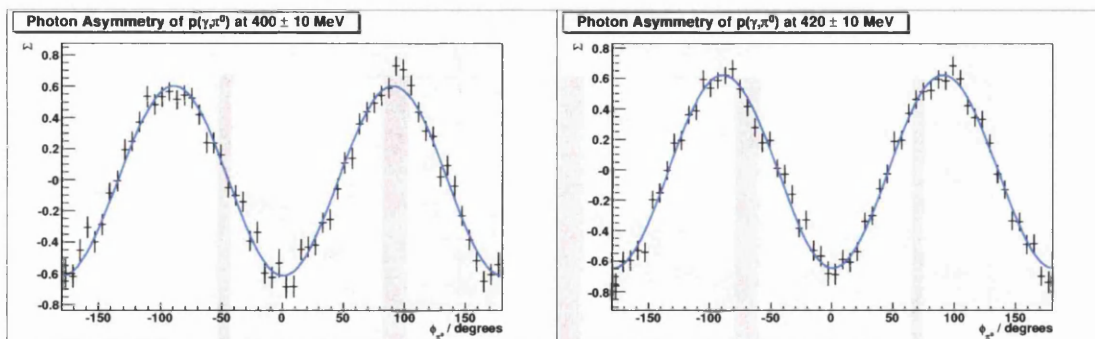 Photon Asymmetry of p(γ,π⁰) at 400 ± 10 MeV
Σ
0.8
0.6
0.4
0.2
-0
-0.2
-0.4
-0.6
-0.8
-150 -100 -50 0 50 100 150
ϕπ⁰ / degrees
Photon Asymmetry of p(γ,π⁰) at 420 ± 10 MeV
Σ
0.8
0.6
0.4
0.2
-0
-0.2
-0.4
-0.6
-0.8
-150 -100 -50 0 50 100 150
ϕπ⁰ / degrees